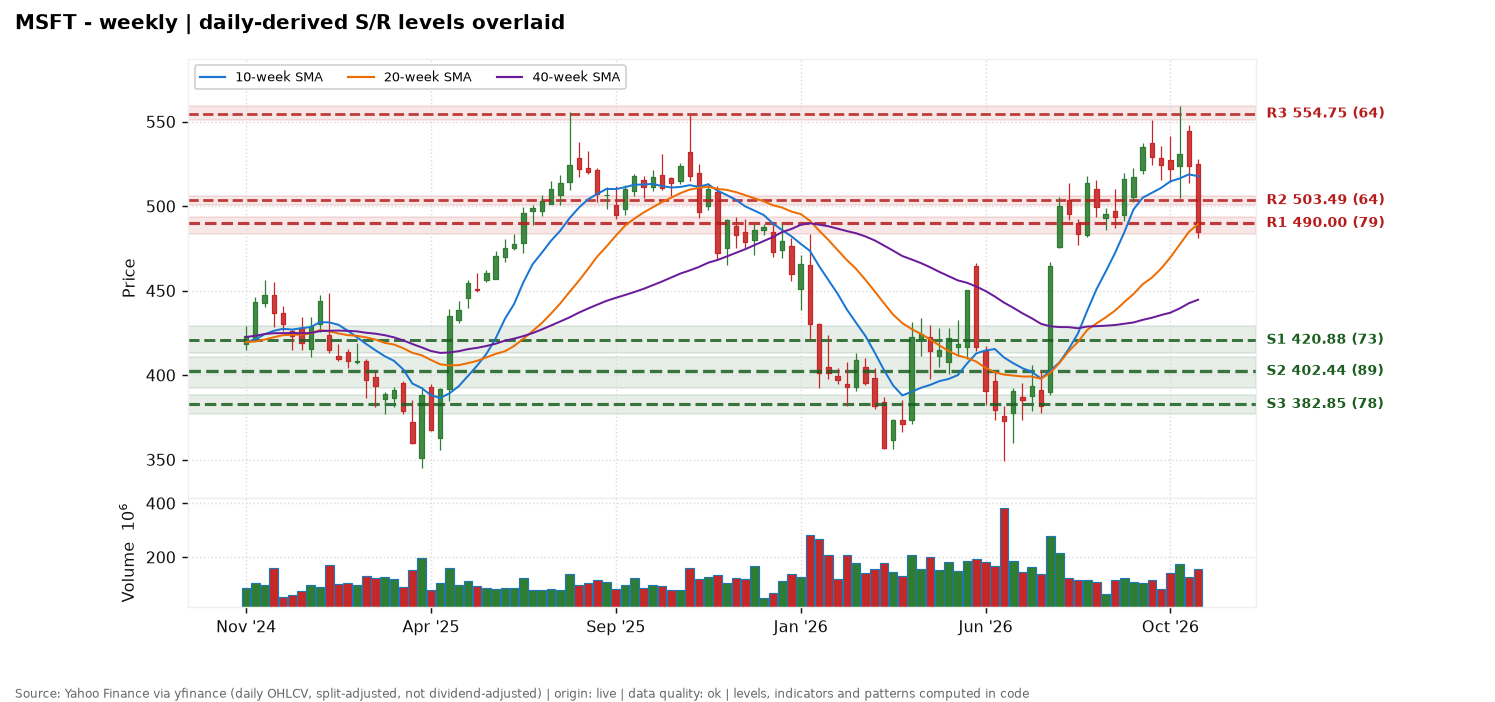 MSFT - weekly | daily-derived S/R levels overlaid
10-week SMA 20-week SMA 40-week SMA
R3 554.75 (64)
550
R2 503.49 (64)
500
R1 490.00 (79)
Price
450
S1 420.88 (73)
S2 402.44 (89)
400
S3 382.85 (78)
350
400
Volume 10⁶
200
Nov '24 Apr '25 Sep '25 Jan '26 Jun '26 Oct '26
Source: Yahoo Finance via yfinance (daily OHLCV, split-adjusted, not dividend-adjusted) | origin: live | data quality: ok | levels, indicators and patterns computed in code